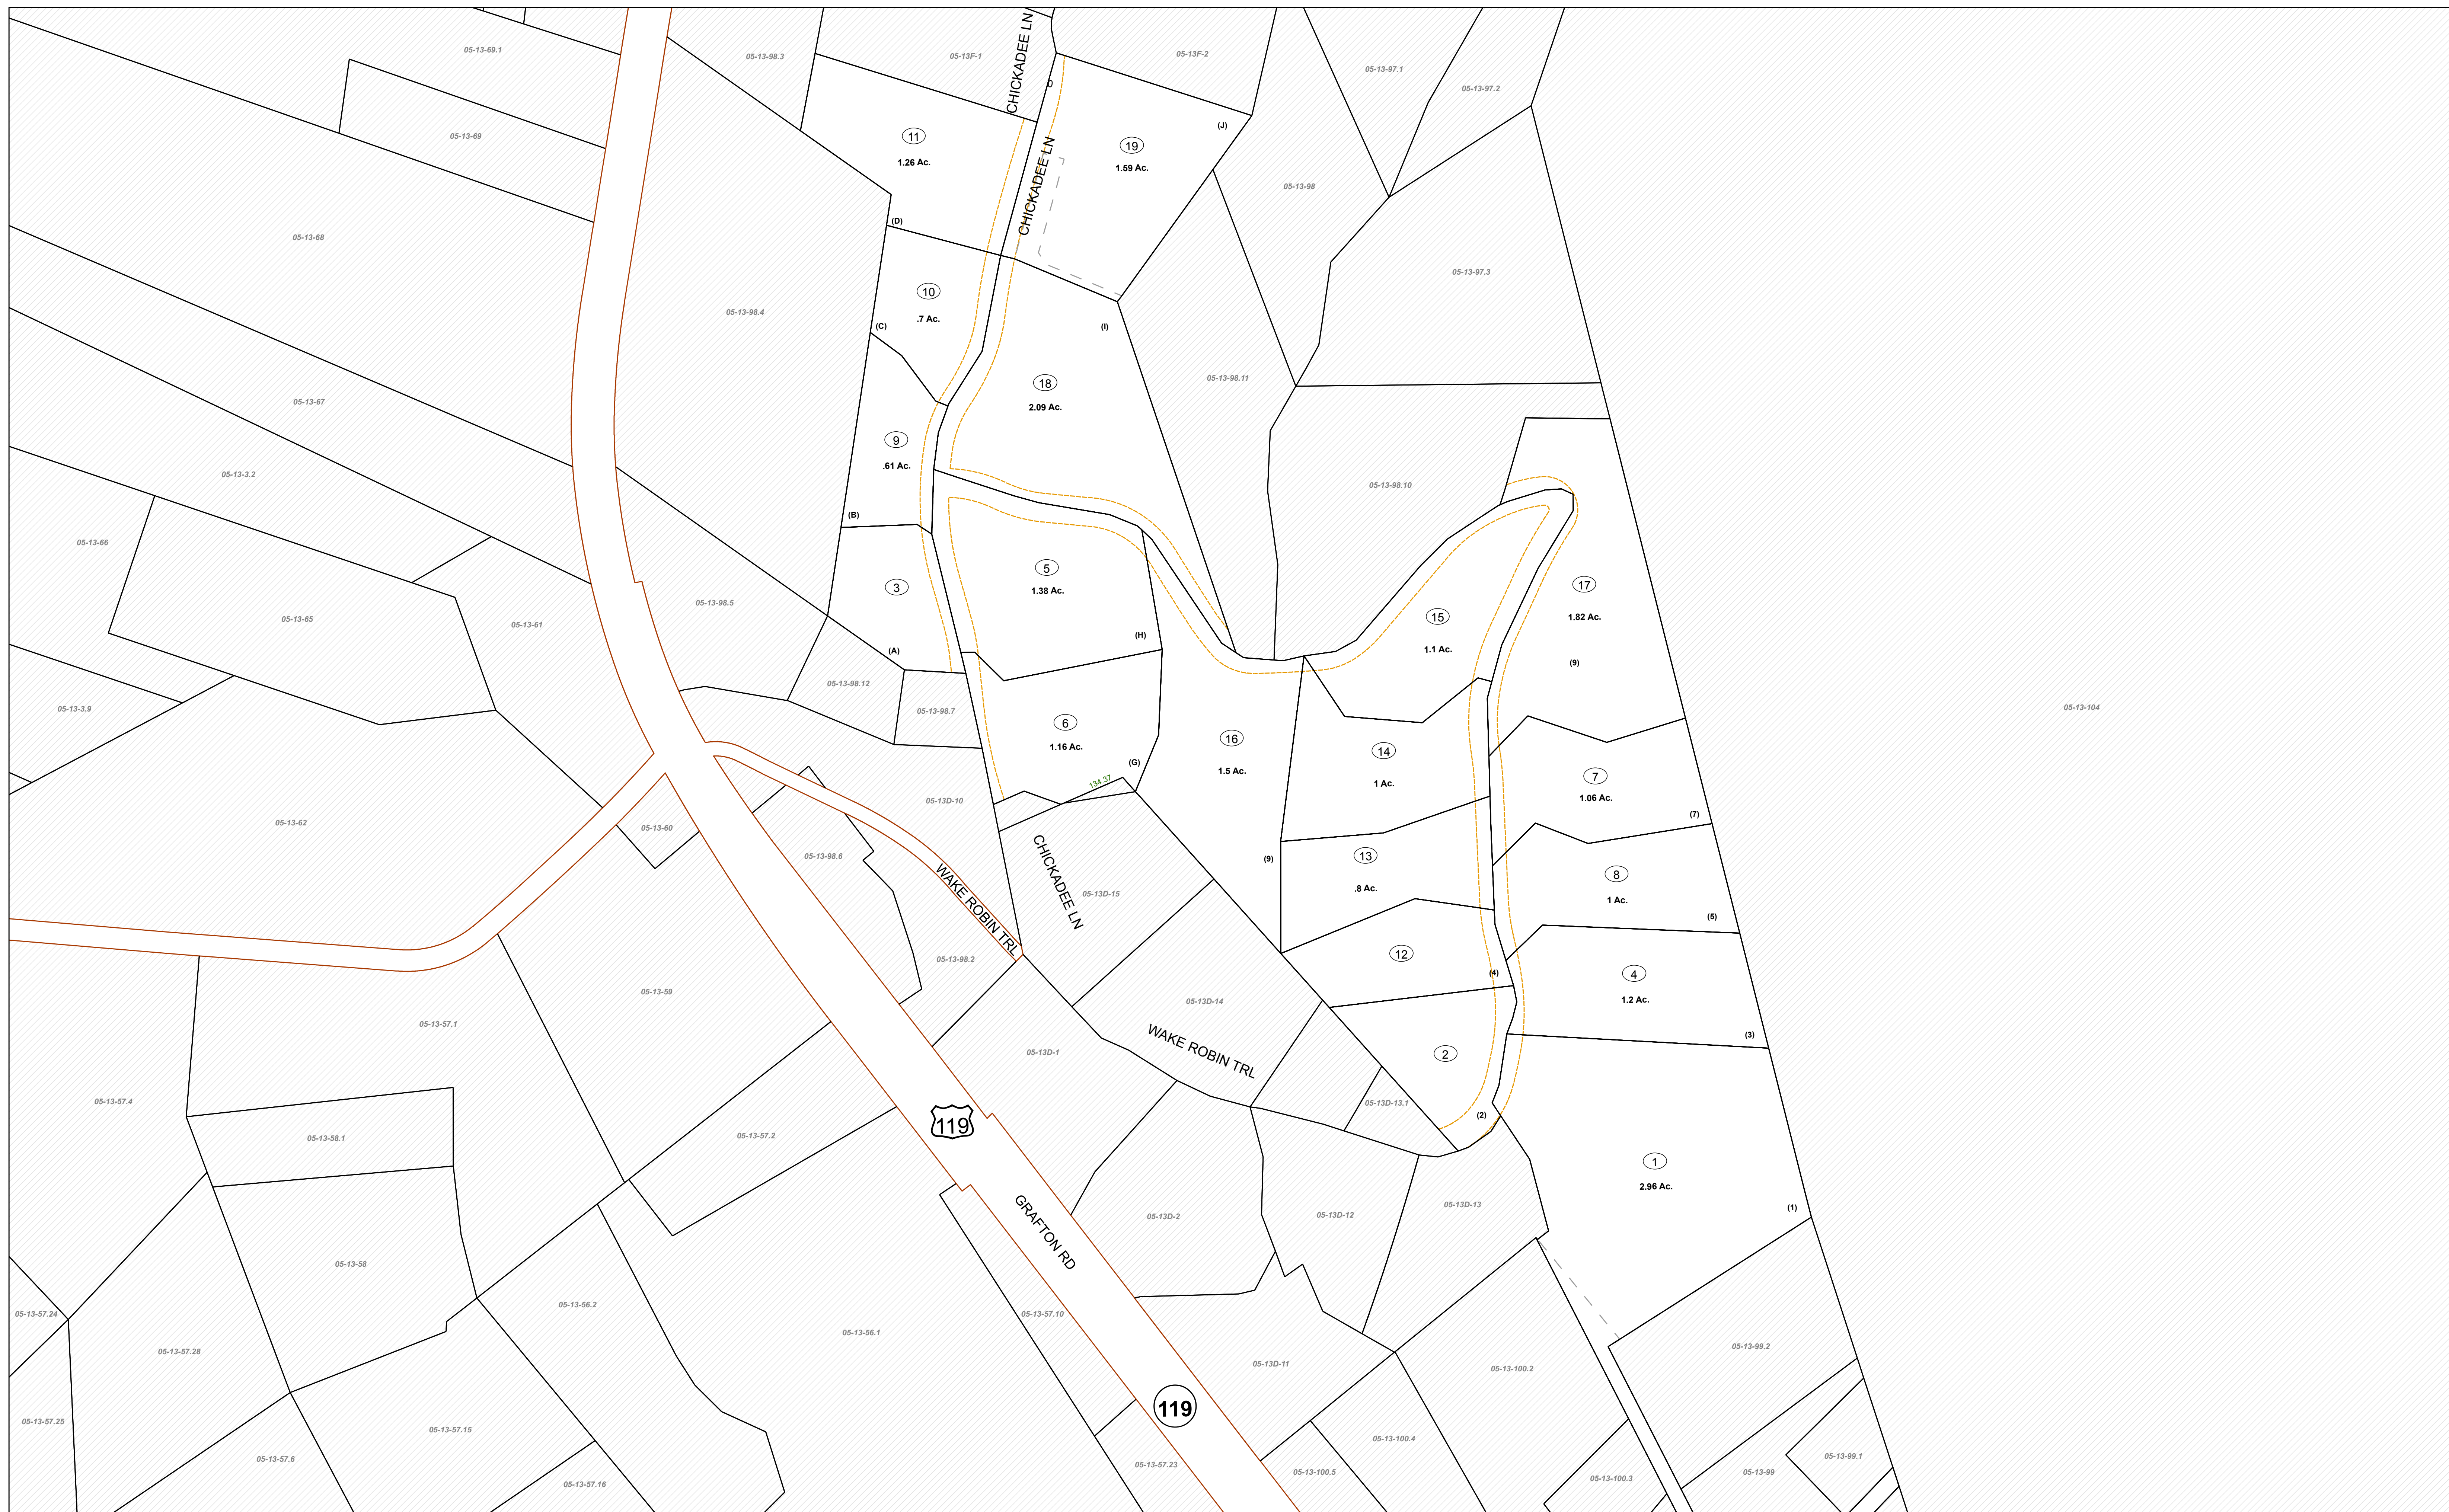 05-13-69.1
05-13-98.3
05-13F-1
CHICKADEE LN
05-13F-2
05-13-97.1
05-13-97.2
05-13-69
11
1.26 Ac.
19
1.59 Ac.
(J)
CHICKADEE LN
05-13-98
05-13-68
(D)
05-13-97.3
05-13-98.4
10
.7 Ac.
(C)
(I)
05-13-67
18
2.09 Ac.
05-13-98.11
05-13-3.2
9
.61 Ac.
05-13-98.10
(B)
05-13-66
5
1.38 Ac.
3
17
1.82 Ac.
05-13-98.5
05-13-65
05-13-61
15
1.1 Ac.
(H)
(A)
(9)
05-13-98.12
05-13-3.9
05-13-98.7
05-13-104
6
1.16 Ac.
16
1.5 Ac.
14
1 Ac.
(G)
134.37
7
1.06 Ac.
(7)
05-13D-10
05-13-62
05-13-60
05-13-98.6
CHICKADEE LN
(9)
13
.8 Ac.
8
1 Ac.
05-13D-15
WAKE ROBIN TRL
(5)
05-13-98.2
12
(4)
4
1.2 Ac.
05-13-59
05-13D-14
05-13-57.1
(3)
WAKE ROBIN TRL
05-13D-1
2
05-13-57.4
05-13D-13.1
(2)
119
05-13-58.1
05-13-57.2
1
2.96 Ac.
05-13D-13
(1)
05-13D-2
05-13D-12
GRAFTON RD
05-13-58
05-13-56.2
05-13-57.24
05-13-57.10
05-13-56.1
05-13-57.28
05-13-99.2
05-13D-11
05-13-100.2
119
05-13-57.25
05-13-57.15
05-13-100.4
05-13-57.6
05-13-57.23
05-13-99.1
05-13-100.5
05-13-99
05-13-100.3
05-13-57.16